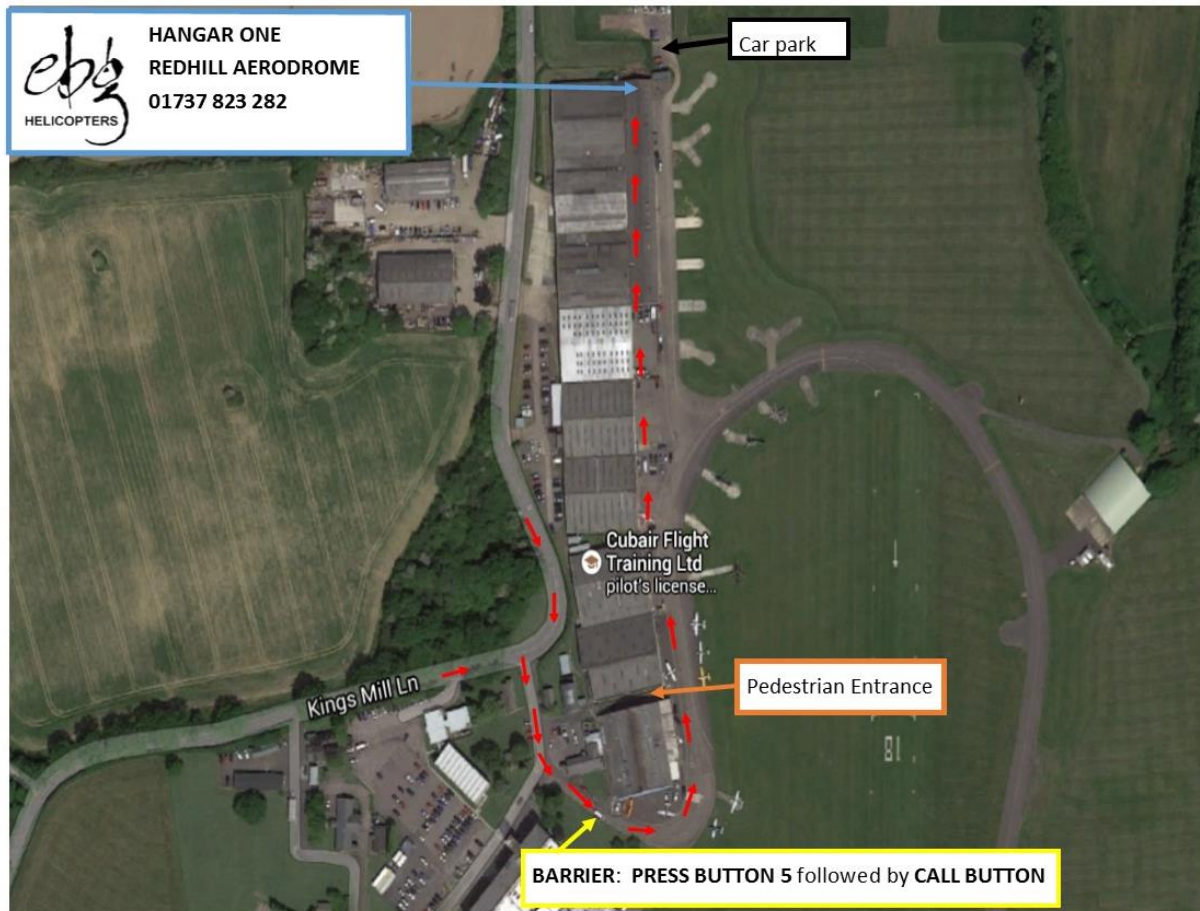 ebg
HELICOPTERS
HANGAR ONE
REDHILL AERODROME
01737 823 282
Car park
Cubair Flight
Training Ltd
pilot's license...
Kings Mill Ln
Pedestrian Entrance
18
BARRIER: PRESS BUTTON 5 followed by CALL BUTTON